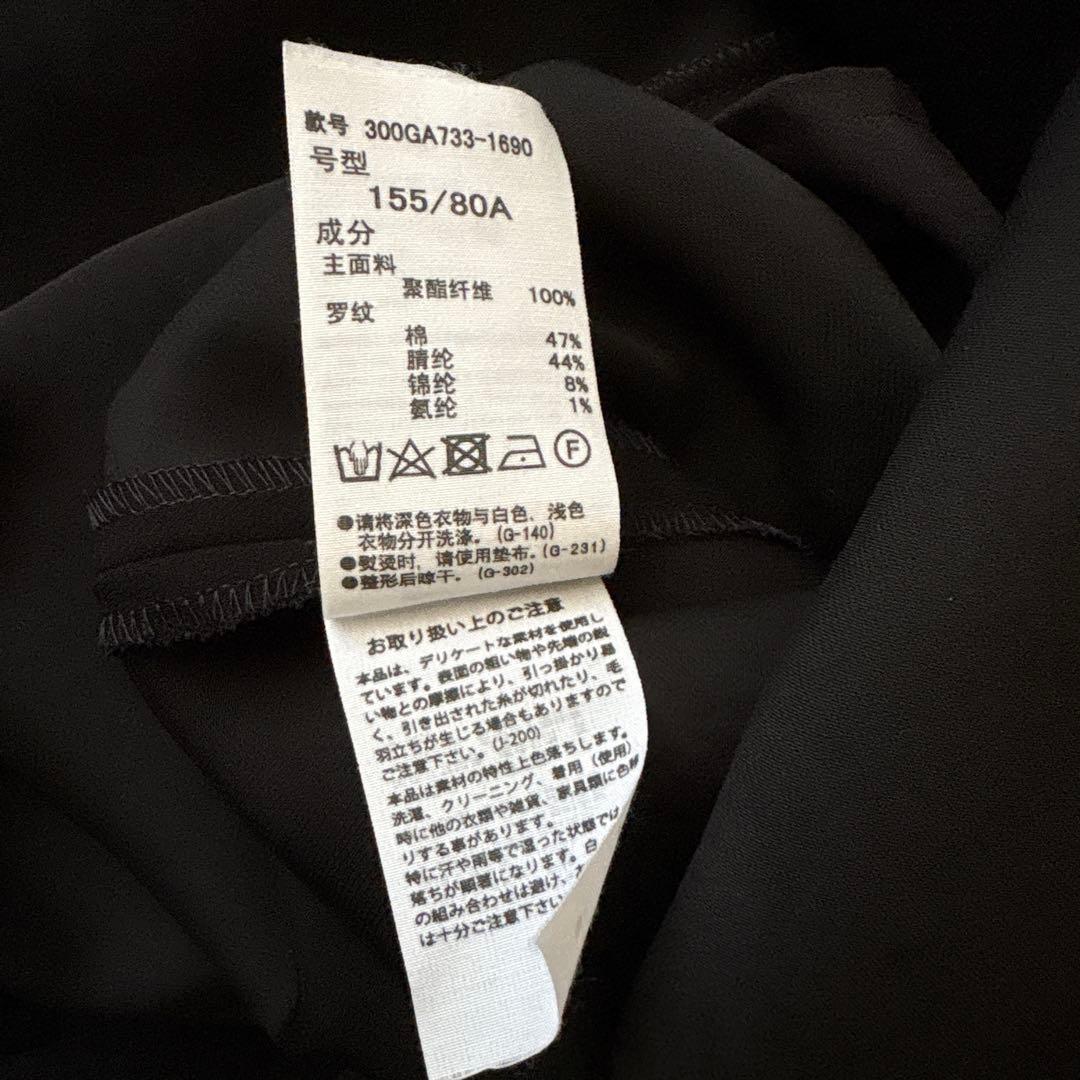 款号 300GA733-1690
号型
155/80A
成分
主面料
聚酯纤维 100%
罗纹
棉 47%
腈纶 44%
锦纶 8%
氨纶 1%
F
●请将深色衣物与白色、浅色
衣物分开洗涤。(G-140)
●熨烫时，请使用垫布。(G-231)
●整形后晾干。(G-302)
お取り扱い上のご注意
本品は、デリケートな素材を使用し
ています。表面の粗い物や先端の鋭
い物との摩擦により、引っ掛かり易
く、引き出された糸が切れたり、毛
羽立ちが生じる場合もありますので
ご注意下さい。(J-200)
本品は素材の特性上色落ちします。
洗濯、クリーニング、着用（使用）
時に他の衣類や雑貨、家具類に色移
りする事があります。
特に汗や雨等で湿った状態では
落ちが顕著になります。白
の組み合わせは避け、
は十分ご注意下さい